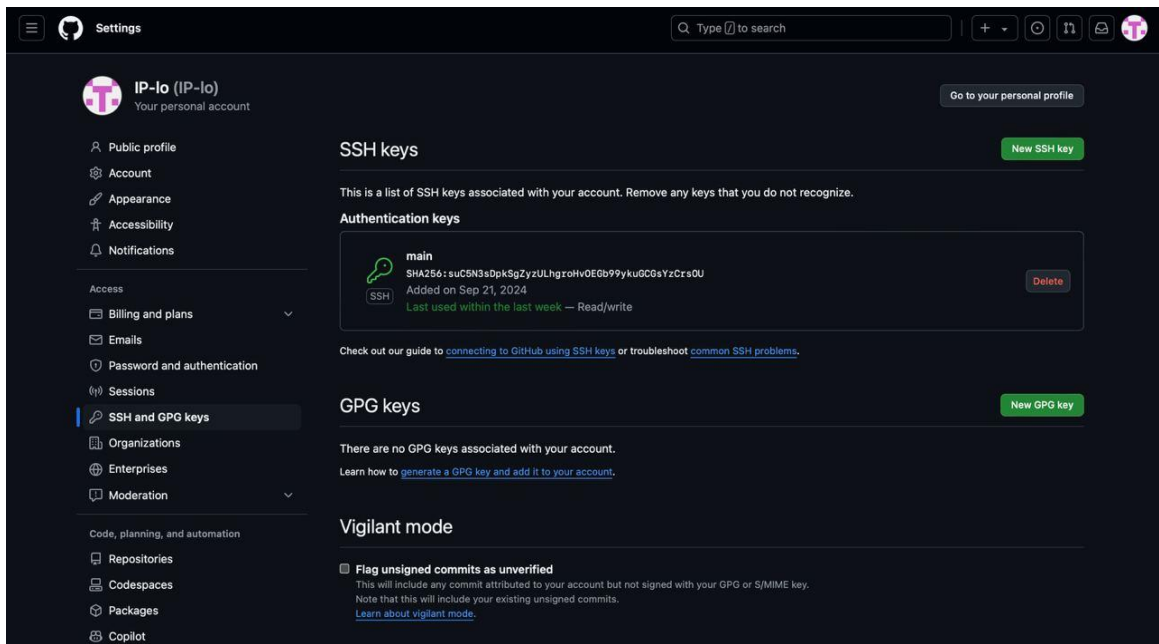 Settings
Type / to search
IP-lo (IP-lo)
Your personal account
Go to your personal profile
Public profile
Account
Appearance
Accessibility
Notifications
Access
Billing and plans
Emails
Password and authentication
Sessions
SSH and GPG keys
Organizations
Enterprises
Moderation
Code, planning, and automation
Repositories
Codespaces
Packages
Copilot
SSH keys
New SSH key
This is a list of SSH keys associated with your account. Remove any keys that you do not recognize.
Authentication keys
main
SHA256:suC5N3sDpkSgZyzULhgroHvOEGb99ykuGCGsYzCrsOU
SSH
Added on Sep 21, 2024
Last used within the last week — Read/write
Delete
Check out our guide to connecting to GitHub using SSH keys or troubleshoot common SSH problems.
GPG keys
New GPG key
There are no GPG keys associated with your account.
Learn how to generate a GPG key and add it to your account.
Vigilant mode
Flag unsigned commits as unverified
This will include any commit attributed to your account but not signed with your GPG or S/MIME key.
Note that this will include your existing unsigned commits.
Learn about vigilant mode.